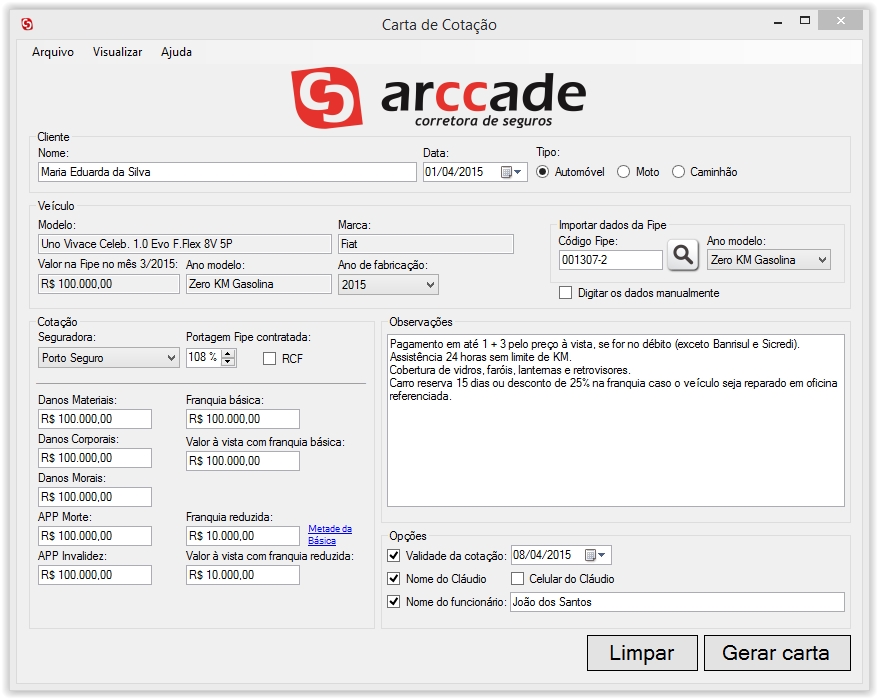 Carta de Cotação
Arquivo Visualizar Ajuda
arccade
corretora de seguros
Cliente
Nome:
Maria Eduarda da Silva
Data:
01/04/2015
Tipo:
Automóvel Moto Caminhão
Veículo
Modelo:
Uno Vivace Celeb. 1.0 Evo F.Flex 8V 5P
Marca:
Fiat
Valor na Fipe no mês 3/2015:
R$ 100.000,00
Ano modelo:
Zero KM Gasolina
Ano de fabricação:
2015
Importar dados da Fipe
Código Fipe:
001307-2
Ano modelo:
Zero KM Gasolina
Digitar os dados manualmente
Cotação
Seguradora:
Porto Seguro
Portagem Fipe contratada:
108 %
RCF
Danos Materiais:
R$ 100.000,00
Danos Corporais:
R$ 100.000,00
Danos Morais:
R$ 100.000,00
APP Morte:
R$ 100.000,00
APP Invalidez:
R$ 100.000,00
Franquia básica:
R$ 100.000,00
Valor à vista com franquia básica:
R$ 100.000,00
Franquia reduzida:
R$ 10.000,00
Metade da
Básica
Valor à vista com franquia reduzida:
R$ 10.000,00
Observações
Pagamento em até 1 + 3 pelo preço à vista, se for no débito (exceto Banrisul e Sicredi).
Assistência 24 horas sem limite de KM.
Cobertura de vidros, faróis, lanternas e retrovisores.
Carro reserva 15 dias ou desconto de 25% na franquia caso o veículo seja reparado em oficina
referenciada.
Opções
Validade da cotação: 08/04/2015
Nome do Cláudio Celular do Cláudio
Nome do funcionário: João dos Santos
Limpar Gerar carta